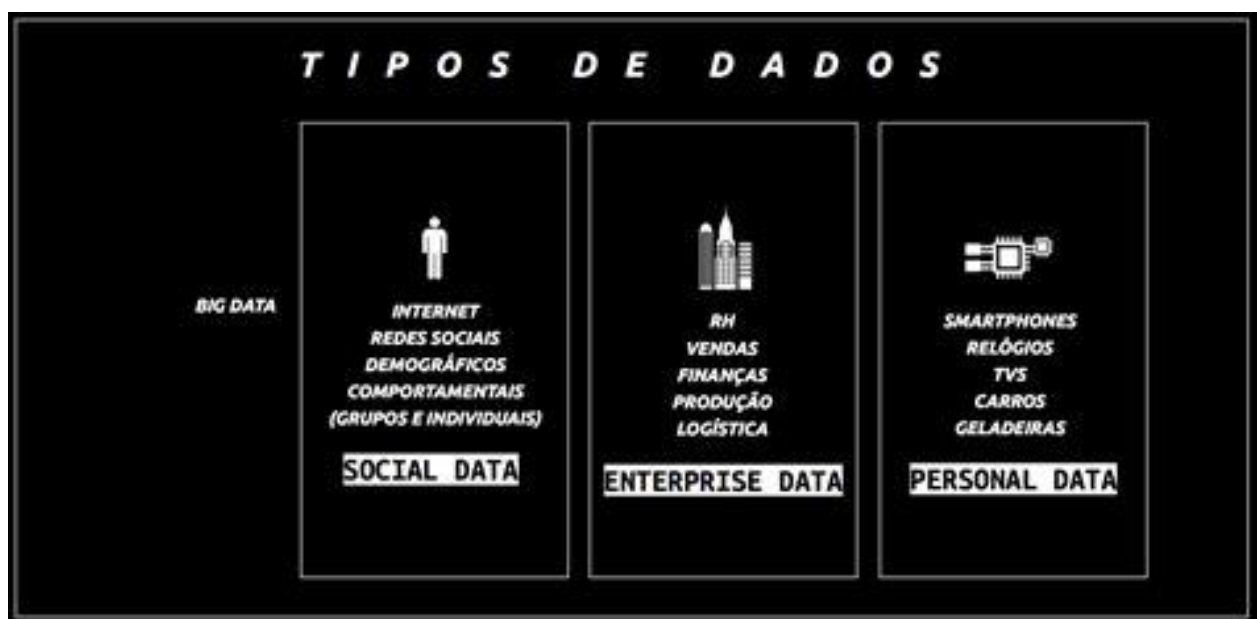 TIPOS DE DADOS
BIG DATA
INTERNET
REDES SOCIAIS
DEMOGRÁFICOS
COMPORTAMENTAIS
(GRUPOS E INDIVIDUAIS)
SOCIAL DATA
RH
VENDAS
FINANÇAS
PRODUÇÃO
LOGÍSTICA
ENTERPRISE DATA
SMARTPHONES
RELÓGIOS
TVS
CARROS
GELADEIRAS
PERSONAL DATA